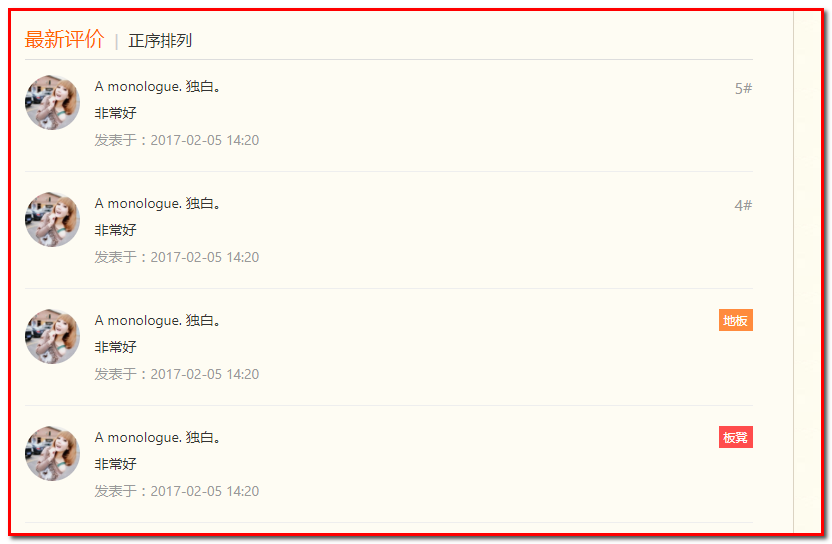 最新评价 | 正序排列
A monologue. 独白。 5#
非常好
发表于：2017-02-05 14:20
A monologue. 独白。 4#
非常好
发表于：2017-02-05 14:20
A monologue. 独白。 地板
非常好
发表于：2017-02-05 14:20
A monologue. 独白。 板凳
非常好
发表于：2017-02-05 14:20